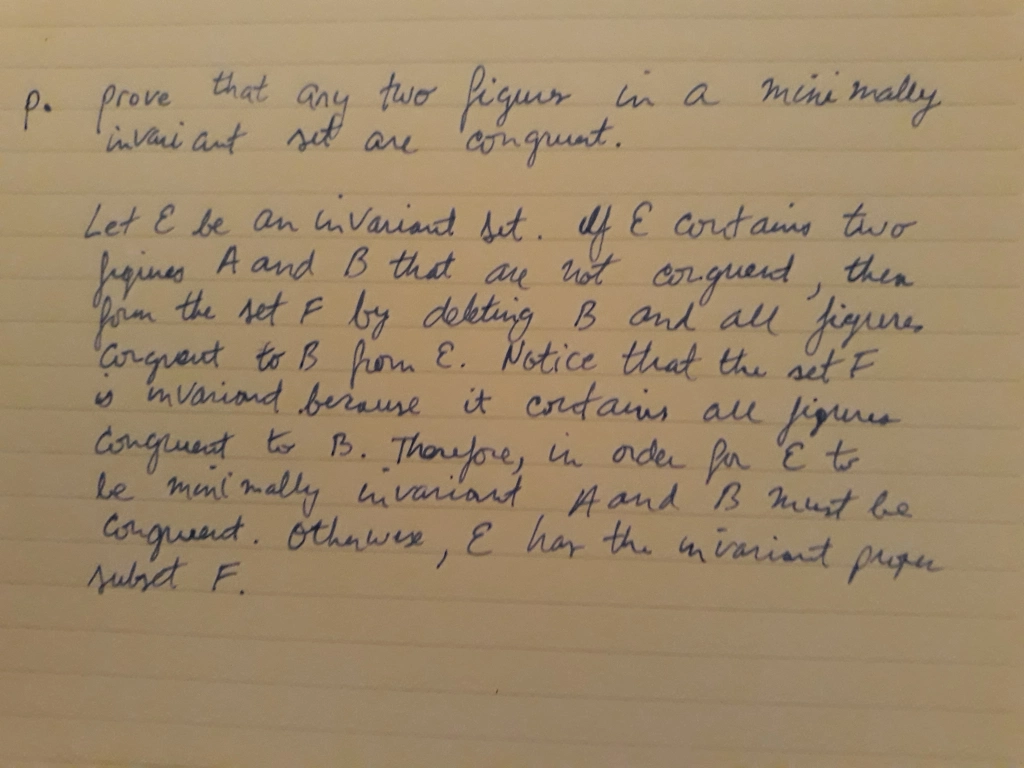 p. prove that any two figures in a minimally
invariant set are congruent.
Let E be an invariant set. If E contains two
figures A and B that are not congruent, then
form the set F by deleting B and all figures
congruent to B from E. Notice that the set F
is invariant because it contains all figures
congruent to B. Therefore, in order for E to
be minimally invariant A and B must be
congruent. Otherwise, E has the invariant proper
subset F.